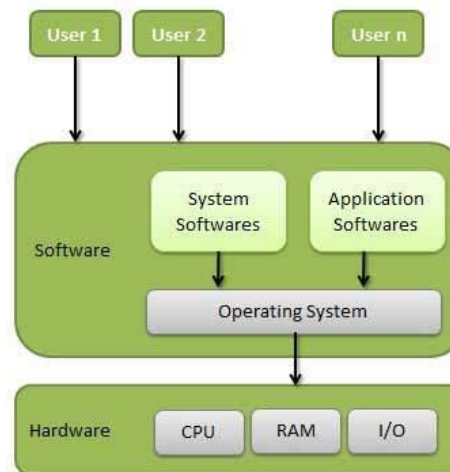 User 1
User 2
User n
System
Softwares
Application
Softwares
Software
Operating System
Hardware
CPU
RAM
I/O